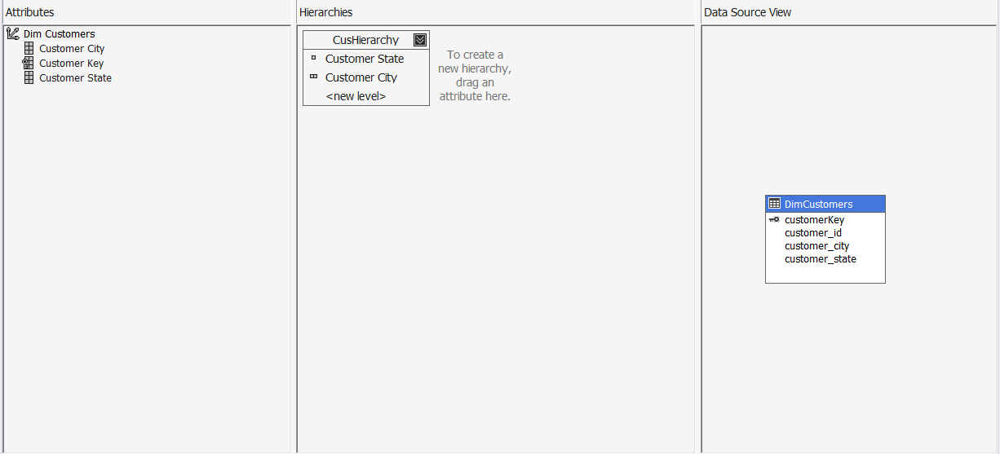 Attributes
Dim Customers
Customer City
Customer Key
Customer State
Hierarchies
CusHierarchy
Customer State
Customer City
<new level>
To create a
new hierarchy,
drag an
attribute here.
Data Source View
DimCustomers
customerKey
customer_id
customer_city
customer_state